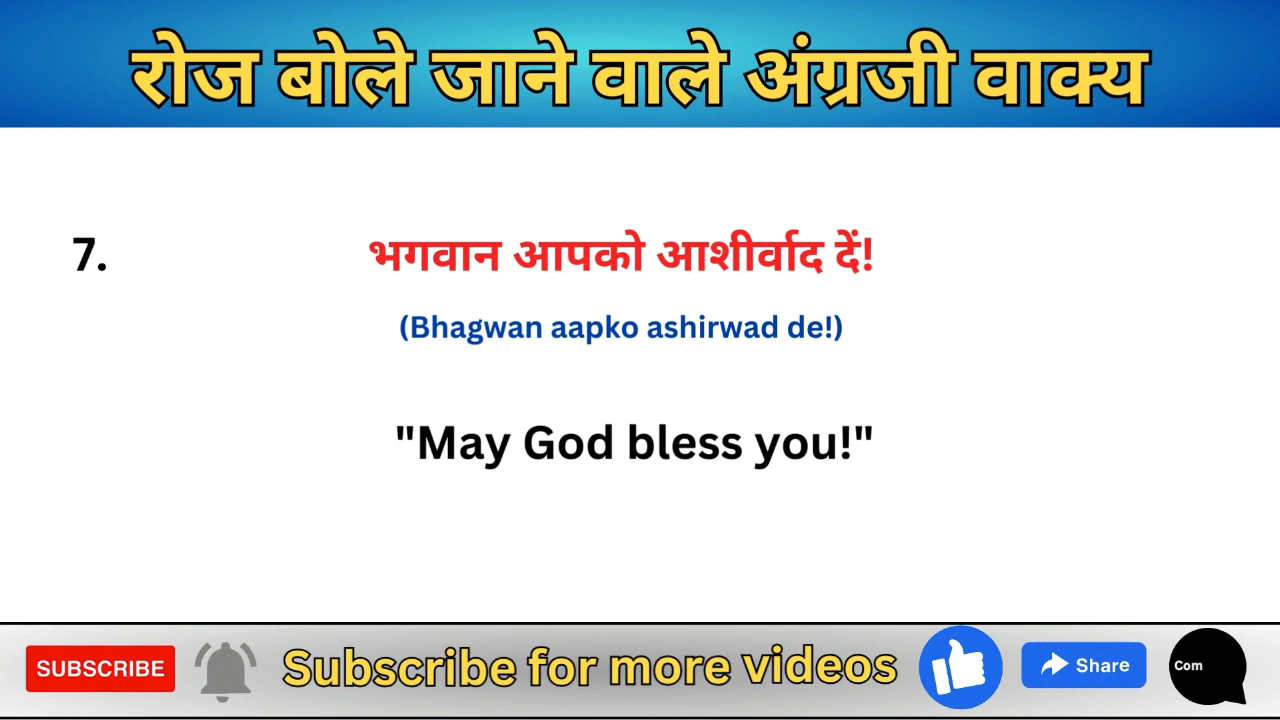 रोज बोले जाने वाले अंग्रजी वाक्य
7.
भगवान आपको आशीर्वाद दें!
(Bhagwan aapko ashirwad de!)
"May God bless you!"
SUBSCRIBE
Subscribe for more videos
Share
Com